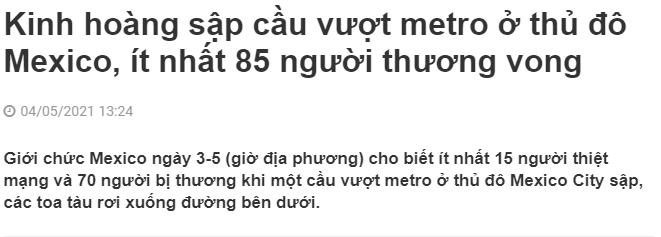 Kinh hoàng sập cầu vượt metro ở thủ đô
Mexico, ít nhất 85 người thương vong
04/05/2021 13:24
Giới chức Mexico ngày 3-5 (giờ địa phương) cho biết ít nhất 15 người thiệt
mạng và 70 người bị thương khi một cầu vượt metro ở thủ đô Mexico City sập,
các toa tàu rơi xuống đường bên dưới.